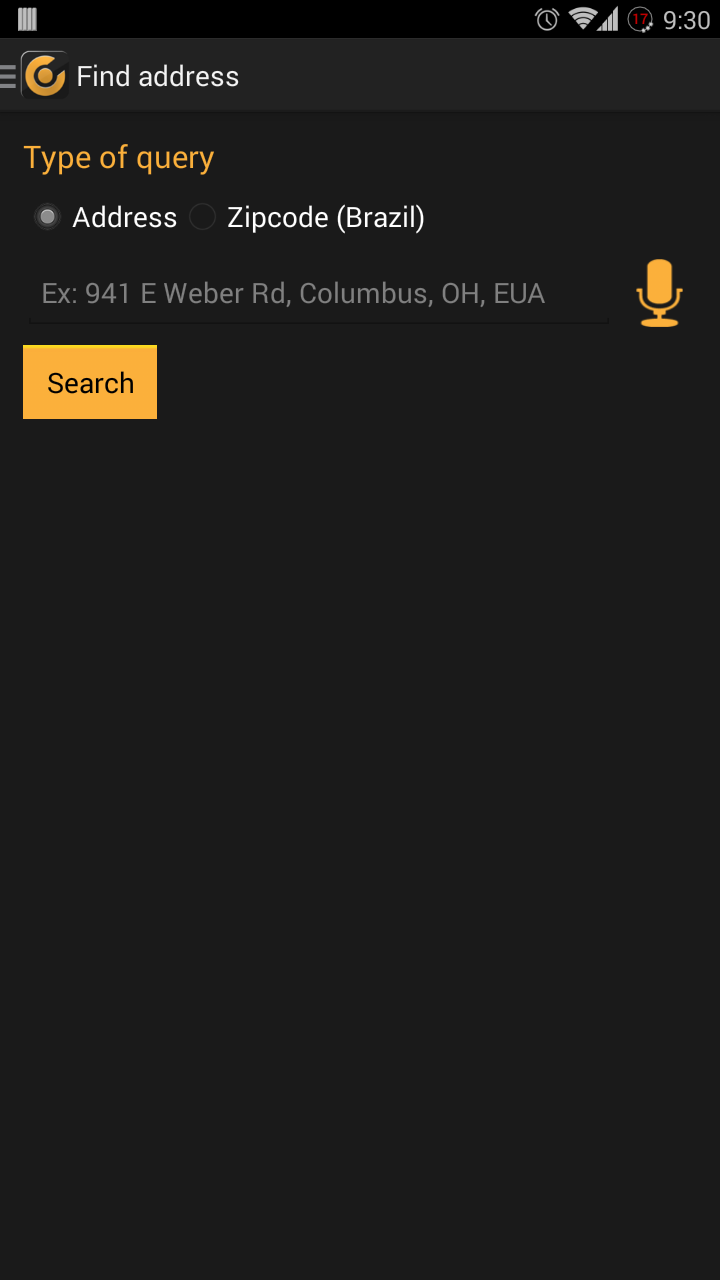 17 9:30
Find address
Type of query
Address Zipcode (Brazil)
Ex: 941 E Weber Rd, Columbus, OH, EUA
Search